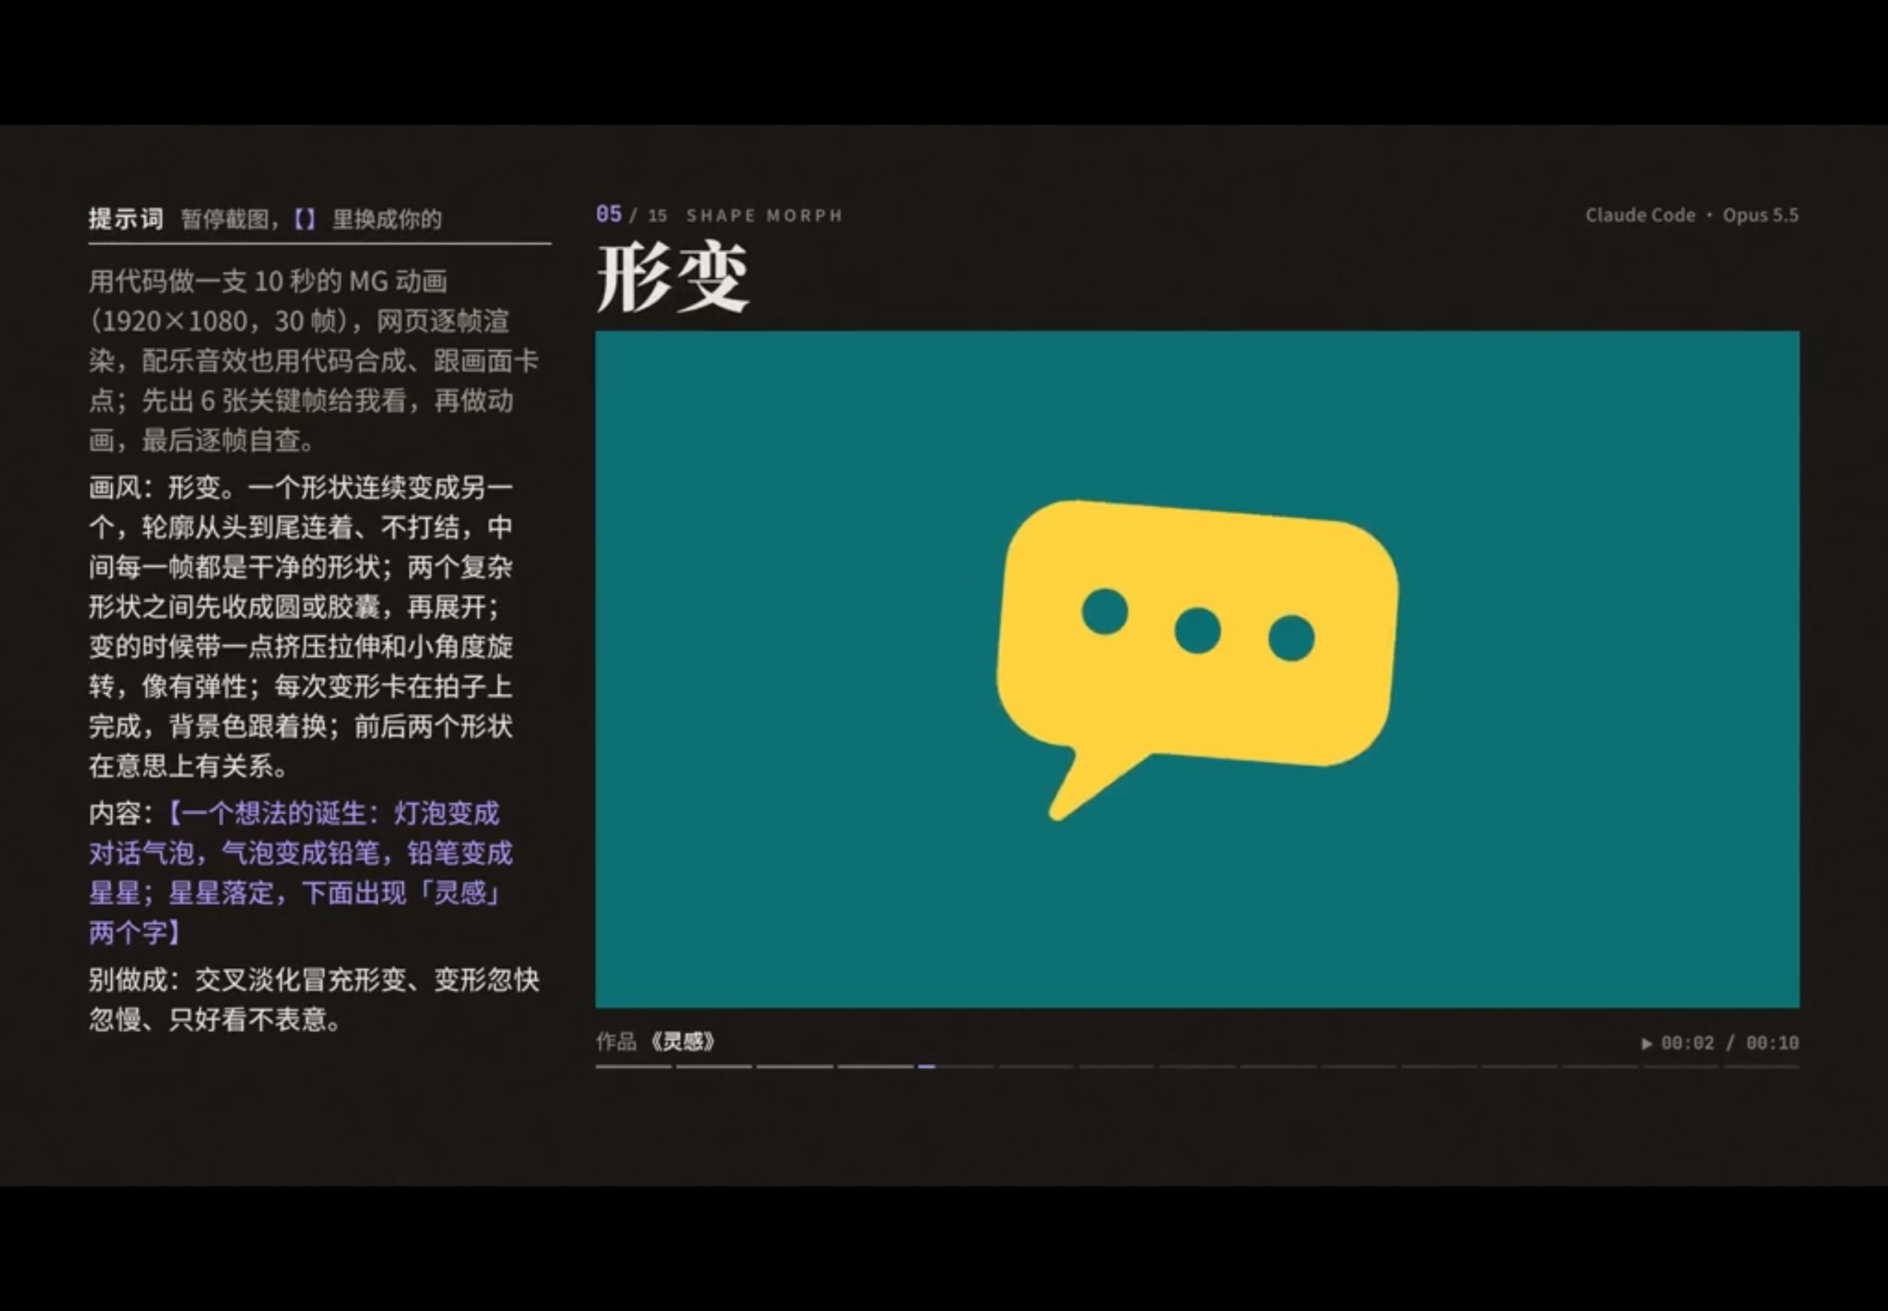 提示词 暂停截图，【】里换成你的
用代码做一支 10 秒的 MG 动画
（1920×1080，30 帧），网页逐帧渲
染，配乐音效也用代码合成、跟画面卡
点；先出 6 张关键帧给我看，再做动
画，最后逐帧自查。
画风：形变。一个形状连续变成另一
个，轮廓从头到尾连着、不打结，中
间每一帧都是干净的形状；两个复杂
形状之间先收成圆或胶囊，再展开；
变的时候带一点挤压拉伸和小角度旋
转，像有弹性；每次变形卡在拍子上
完成，背景色跟着换；前后两个形状
在意思上有关系。
内容：【一个想法的诞生：灯泡变成
对话气泡，气泡变成铅笔，铅笔变成
星星；星星落定，下面出现「灵感」
两个字】
别做成：交叉淡化冒充形变、变形忽快
忽慢、只好看不表意。
05 / 15 SHAPE MORPH
Claude Code · Opus 5.5
形变
作品 《灵感》
▶ 00:02 / 00:10